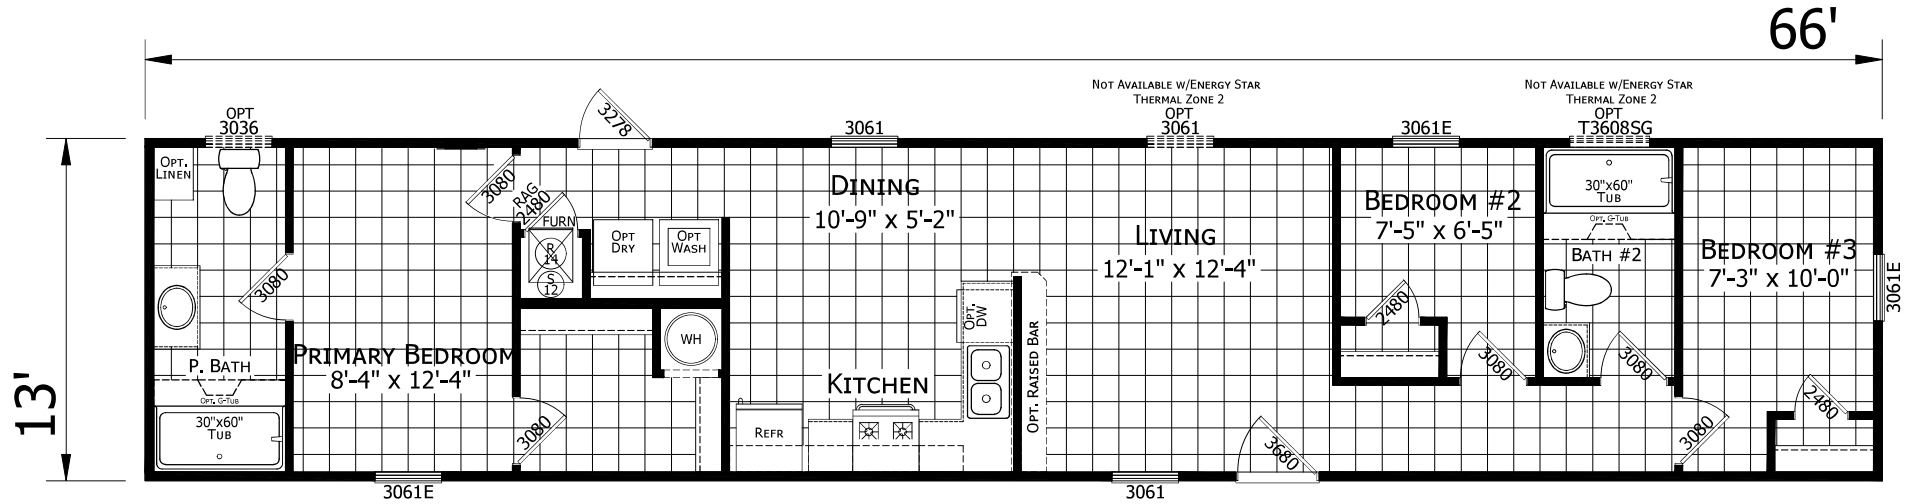 66'
NOT AVAILABLE W/ENERGY STAR
THERMAL ZONE 2
OPT
3061
NOT AVAILABLE W/ENERGY STAR
THERMAL ZONE 2
OPT
T3608SG
OPT
3036
3278
3061
3061E
13'
OPT.
LINEN
3080
P. BATH
OPT. G-TUB
30"x60"
TUB
PRIMARY BEDROOM
8'-4" x 12'-4"
3080
RAG
2480
FURN
R
14
S
12
OPT
DRY
OPT
WASH
WH
3080
3061E
DINING
10'-9" x 5'-2"
KITCHEN
REFR
OPT.
DW
OPT. RAISED BAR
LIVING
12'-1" x 12'-4"
3061
3680
BEDROOM #2
7'-5" x 6'-5"
2480
3080
30"x60"
TUB
OPT. G-TUB
BATH #2
3080
BEDROOM #3
7'-3" x 10'-0"
3061E
2480
3080